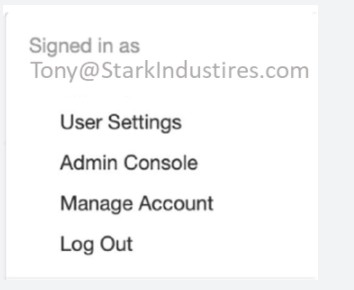 Signed in as
Tony@StarkIndustires.com
User Settings
Admin Console
Manage Account
Log Out